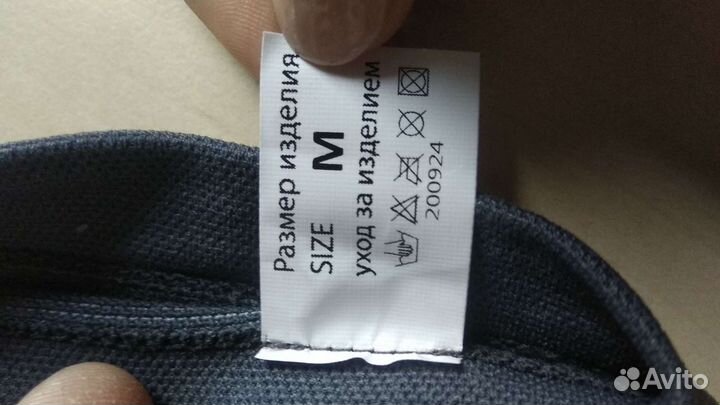 Размер изделия
SIZE M
уход за изделием
200924
Avito